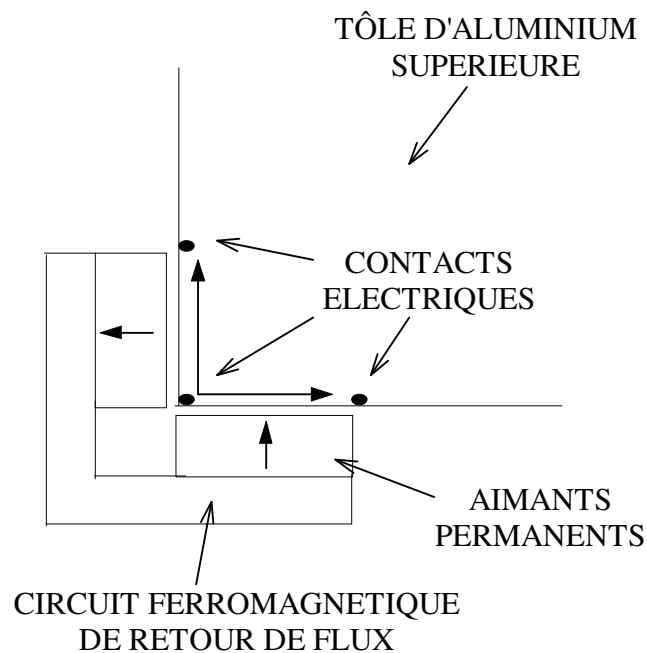 TÔLE D'ALUMINIUM
SUPERIEURE
CONTACTS
ELECTRIQUES
AIMANTS
PERMANENTS
CIRCUIT FERROMAGNETIQUE
DE RETOUR DE FLUX